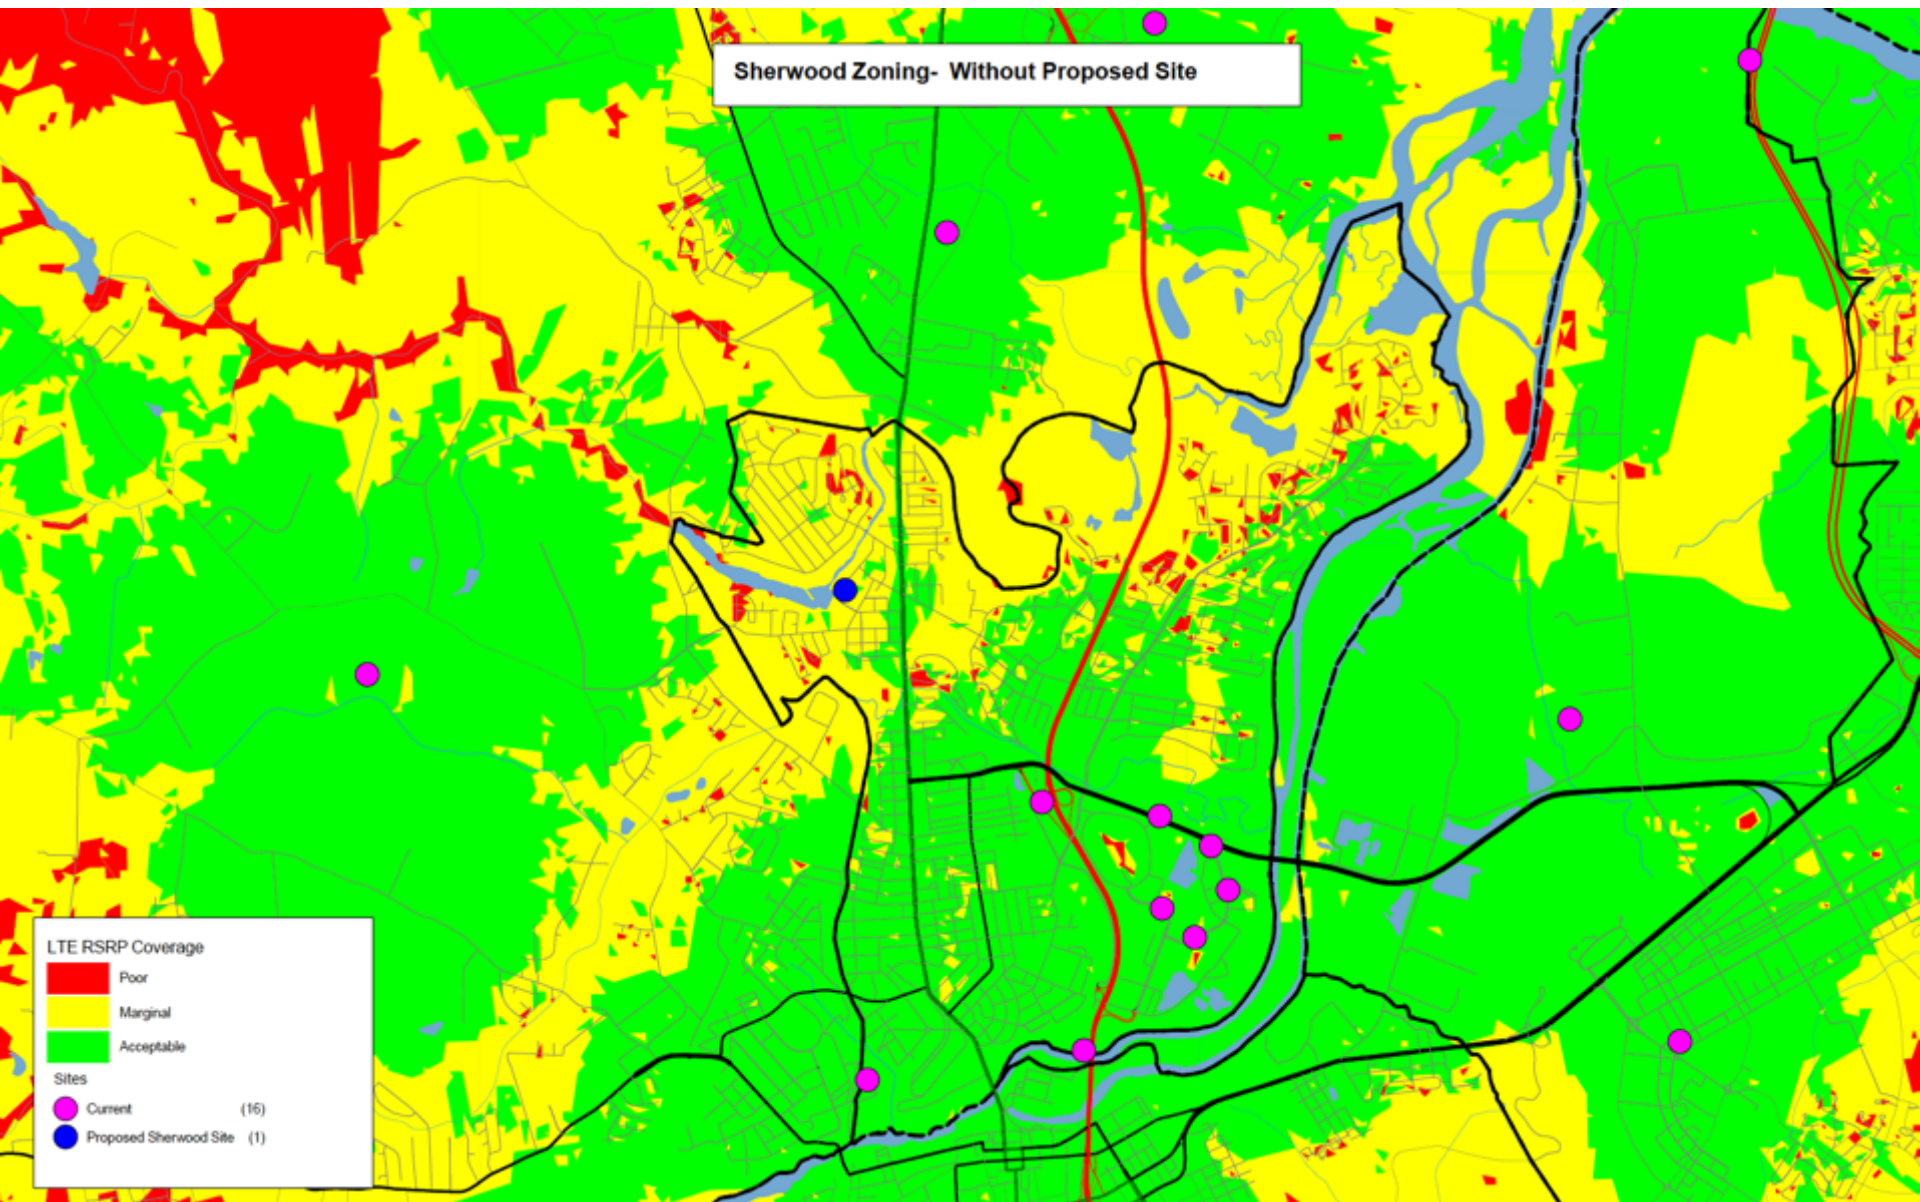 Sherwood Zoning- Without Proposed Site
LTE RSRP Coverage
Poor
Marginal
Acceptable
Sites
Current (16)
Proposed Sherwood Site (1)